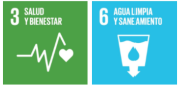 3 SALUD
Y BIENESTAR
6 AGUA LIMPIA
Y SANEAMIENTO